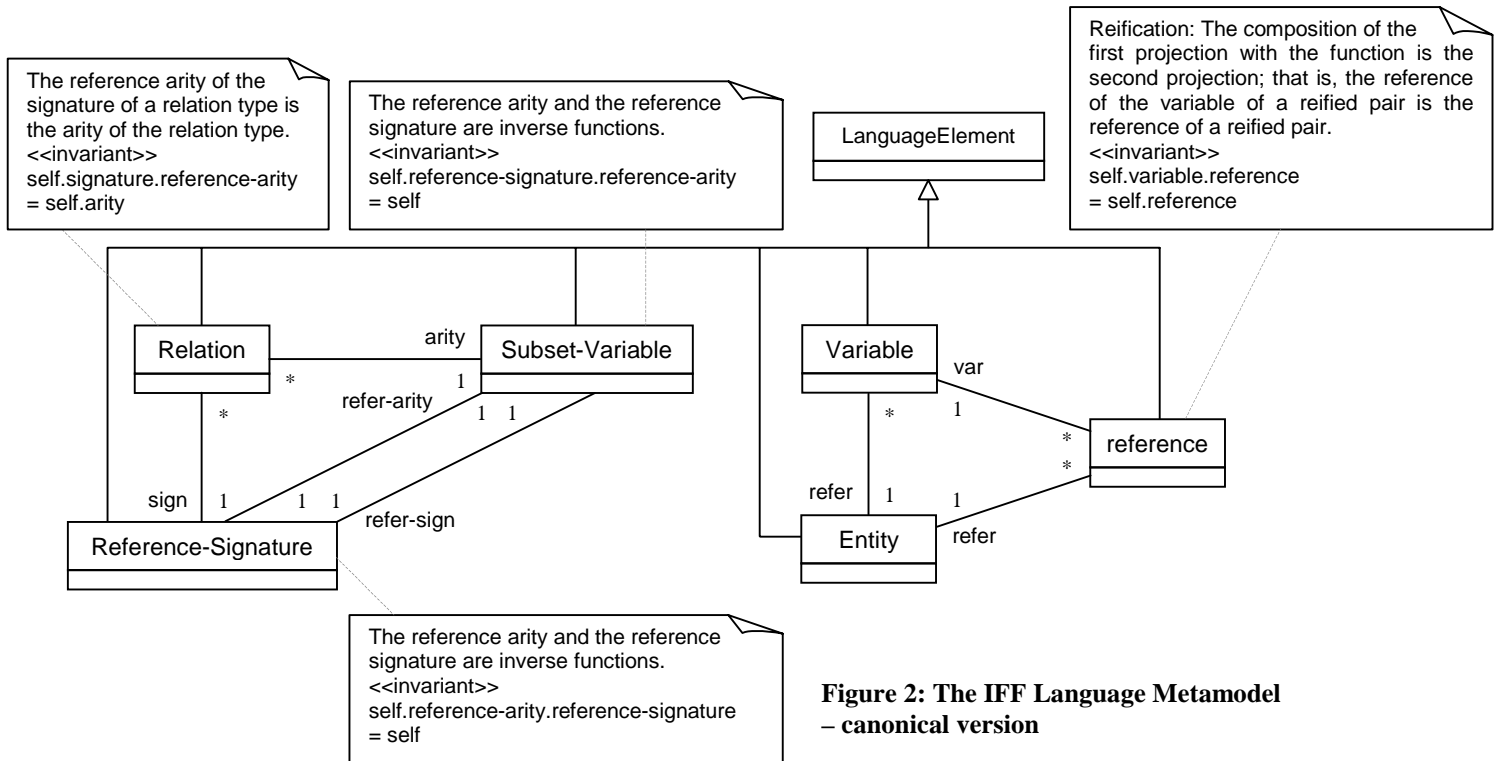 Reification: The composition of the
first projection with the function is the
second projection; that is, the reference
of the variable of a reified pair is the
reference of a reified pair.
<<invariant>>
self.variable.reference
= self.reference
The reference arity of the
signature of a relation type is
the arity of the relation type.
<<invariant>>
self.signature.reference-arity
= self.arity
The reference arity and the reference
signature are inverse functions.
<<invariant>>
self.reference-signature.reference-arity
= self
LanguageElement
Relation
arity
Subset-Variable
*
1
refer-arity
1 1
*
Variable
var
*
1
*
*
reference
sign
1
1 1
refer-sign
Reference-Signature
refer
1
1
refer
Entity
The reference arity and the reference
signature are inverse functions.
<<invariant>>
self.reference-arity.reference-signature
= self
Figure 2: The IFF Language Metamodel
– canonical version